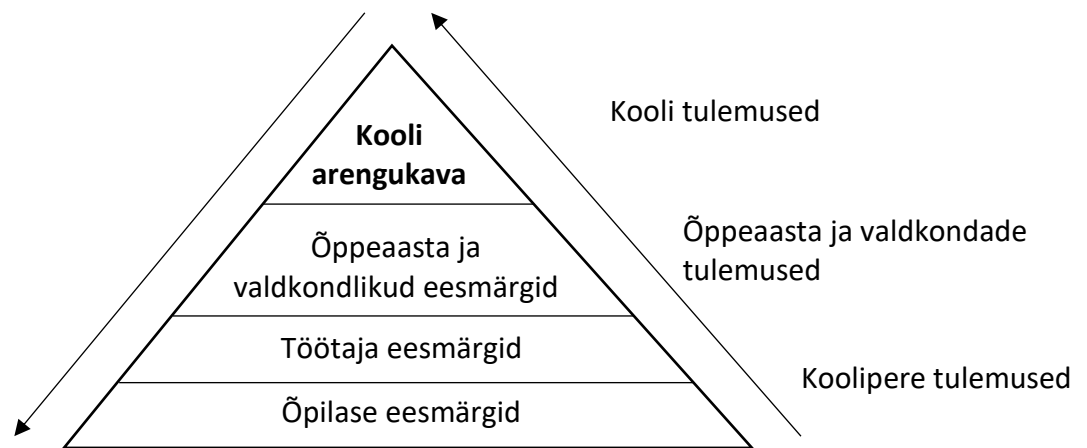 Kooli
arengukava
Õppeaasta ja
valdkondlikud eesmärgid
Töötaja eesmärgid
Õpilase eesmärgid
Kooli tulemused
Õppeaasta ja valdkondade
tulemused
Koolipere tulemused